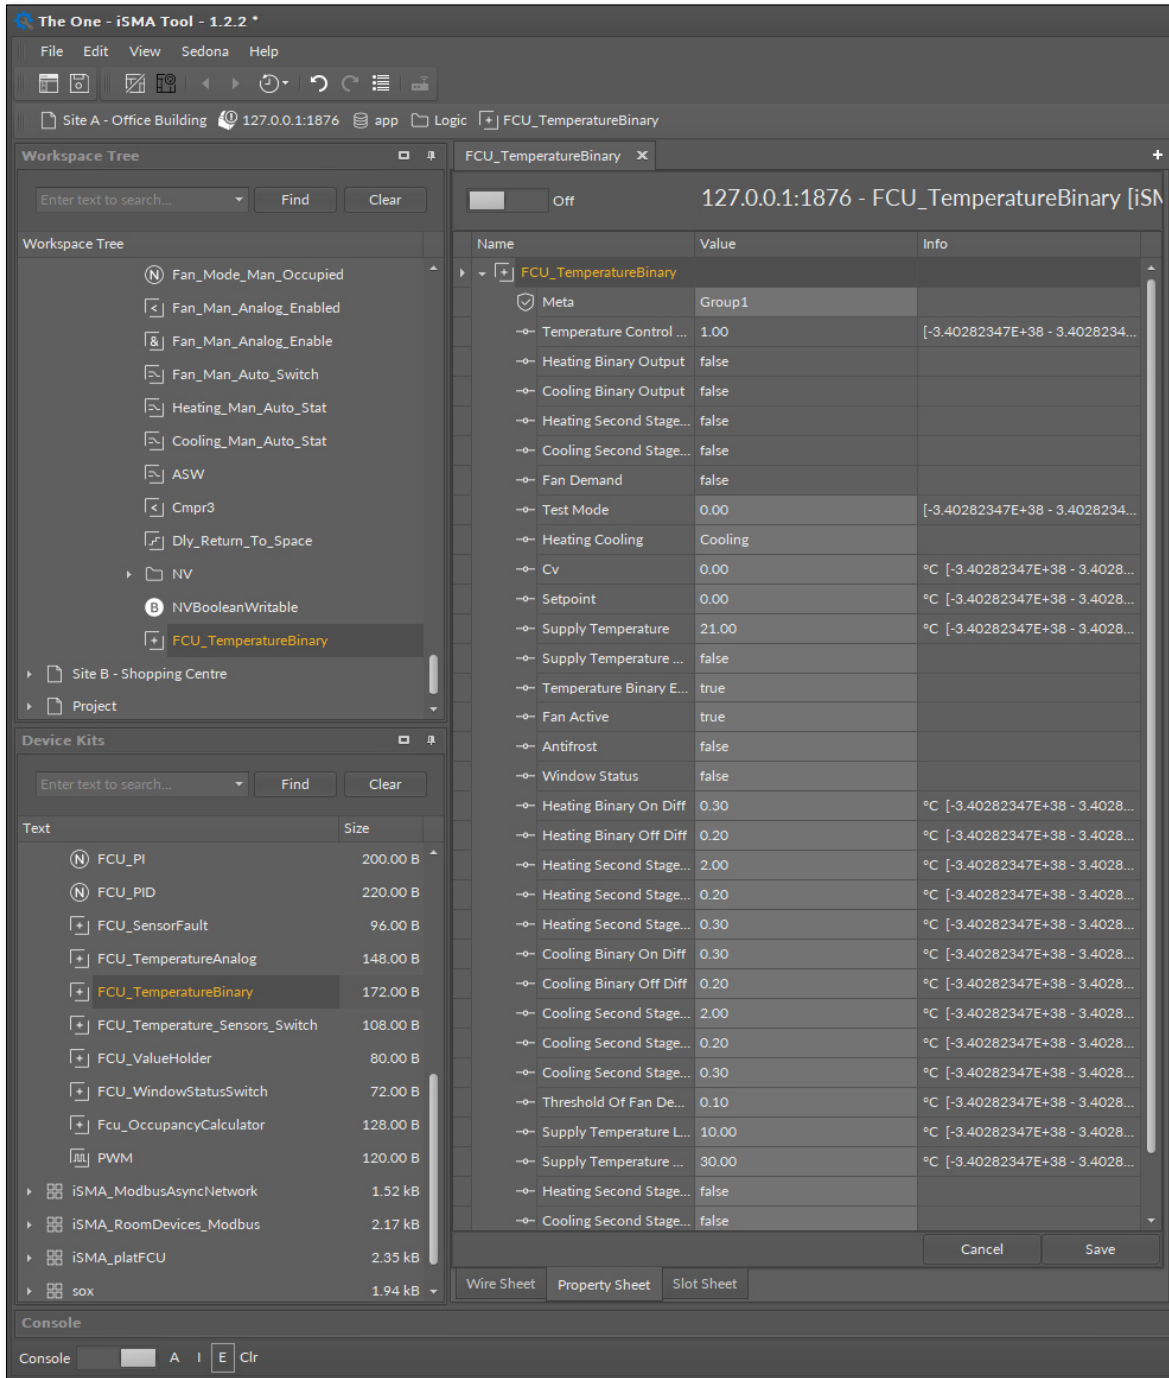 The One - iSMA Tool - 1.2.2 *
File Edit View Sedona Help
Site A - Office Building 127.0.0.1:1876 app Logic FCU_TemperatureBinary
Workspace Tree
Enter text to search... Find Clear
Workspace Tree
Fan_Mode_Man_Occupied
Fan_Man_Analog_Enabled
Fan_Man_Analog_Enable
Fan_Man_Auto_Switch
Heating_Man_Auto_Stat
Cooling_Man_Auto_Stat
ASW
Cmpr3
Dly_Return_To_Space
NV
NVBooleanWritable
FCU_TemperatureBinary
Site B - Shopping Centre
Project
Device Kits
Enter text to search... Find Clear
Text Size
FCU_PI 200.00 B
FCU_PID 220.00 B
FCU_SensorFault 96.00 B
FCU_TemperatureAnalog 148.00 B
FCU_TemperatureBinary 172.00 B
FCU_Temperature_Sensors_Switch 108.00 B
FCU_ValueHolder 80.00 B
FCU_WindowStatusSwitch 72.00 B
Fcu_OccupancyCalculator 128.00 B
PWM 120.00 B
iSMA_ModbusAsyncNetwork 1.52 kB
iSMA_RoomDevices_Modbus 2.17 kB
iSMA_platFCU 2.35 kB
sox 1.94 kB
FCU_TemperatureBinary
Off 127.0.0.1:1876 - FCU_TemperatureBinary [iSM
Name Value Info
FCU_TemperatureBinary
Meta Group1
Temperature Control ... 1.00 [-3.40282347E+38 - 3.4028234...
Heating Binary Output false
Cooling Binary Output false
Heating Second Stage... false
Cooling Second Stage... false
Fan Demand false
Test Mode 0.00 [-3.40282347E+38 - 3.4028234...
Heating Cooling Cooling
Cv 0.00 °C [-3.40282347E+38 - 3.4028...
Setpoint 0.00 °C [-3.40282347E+38 - 3.4028...
Supply Temperature 21.00 °C [-3.40282347E+38 - 3.4028...
Supply Temperature ... false
Temperature Binary E... true
Fan Active true
Antifrost false
Window Status false
Heating Binary On Diff 0.30 °C [-3.40282347E+38 - 3.4028...
Heating Binary Off Diff 0.20 °C [-3.40282347E+38 - 3.4028...
Heating Second Stage... 2.00 °C [-3.40282347E+38 - 3.4028...
Heating Second Stage... 0.20 °C [-3.40282347E+38 - 3.4028...
Heating Second Stage... 0.30 °C [-3.40282347E+38 - 3.4028...
Cooling Binary On Diff 0.30 °C [-3.40282347E+38 - 3.4028...
Cooling Binary Off Diff 0.20 °C [-3.40282347E+38 - 3.4028...
Cooling Second Stage... 2.00 °C [-3.40282347E+38 - 3.4028...
Cooling Second Stage... 0.20 °C [-3.40282347E+38 - 3.4028...
Cooling Second Stage... 0.30 °C [-3.40282347E+38 - 3.4028...
Threshold Of Fan De... 0.10 °C [-3.40282347E+38 - 3.4028...
Supply Temperature L... 10.00 °C [-3.40282347E+38 - 3.4028...
Supply Temperature ... 30.00 °C [-3.40282347E+38 - 3.4028...
Heating Second Stage... false
Cooling Second Stage... false
Cancel Save
Wire Sheet Property Sheet Slot Sheet
Console
Console A I E Clr